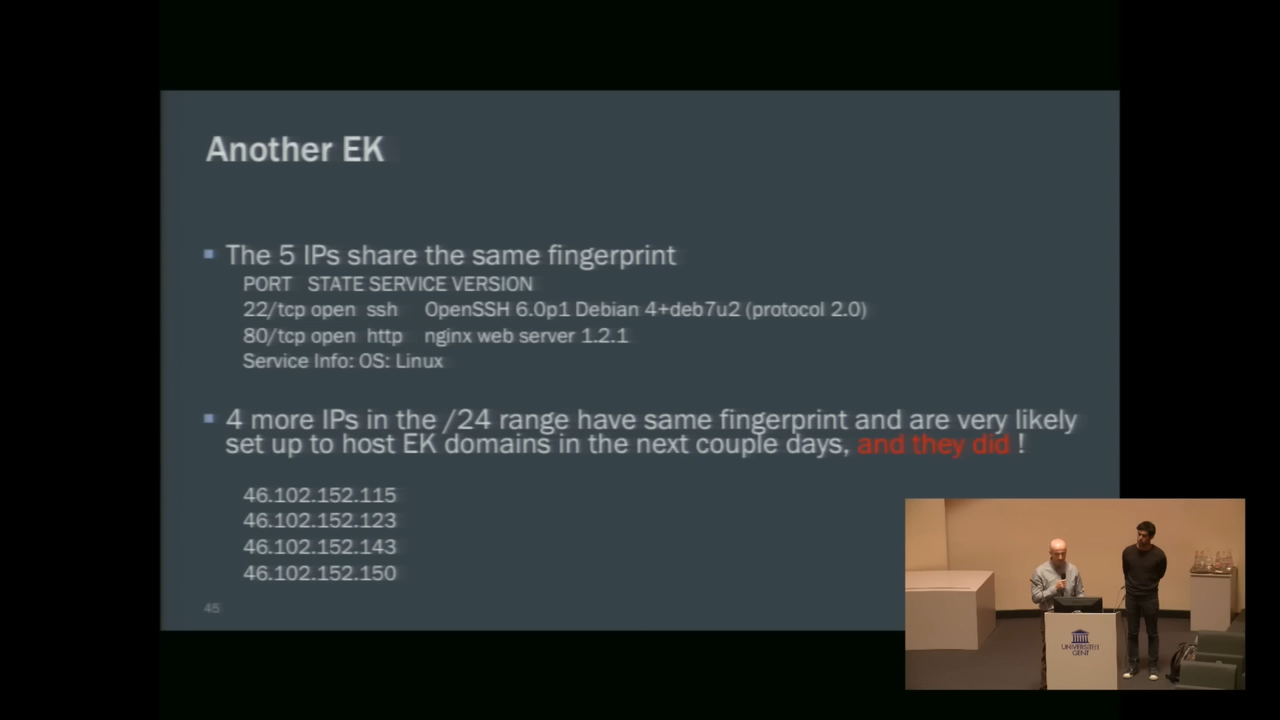 Another EK
The 5 IPs share the same fingerprint
PORT STATE SERVICE VERSION
22/tcp open ssh OpenSSH 6.0p1 Debian 4+deb7u2 (protocol 2.0)
80/tcp open http nginx web server 1.2.1
Service Info: OS: Linux
4 more IPs in the /24 range have same fingerprint and are very likely
set up to host EK domains in the next couple days, and they did !
46.102.152.115
46.102.152.123
46.102.152.143
46.102.152.150
45
UNIVERSITEIT
GENT